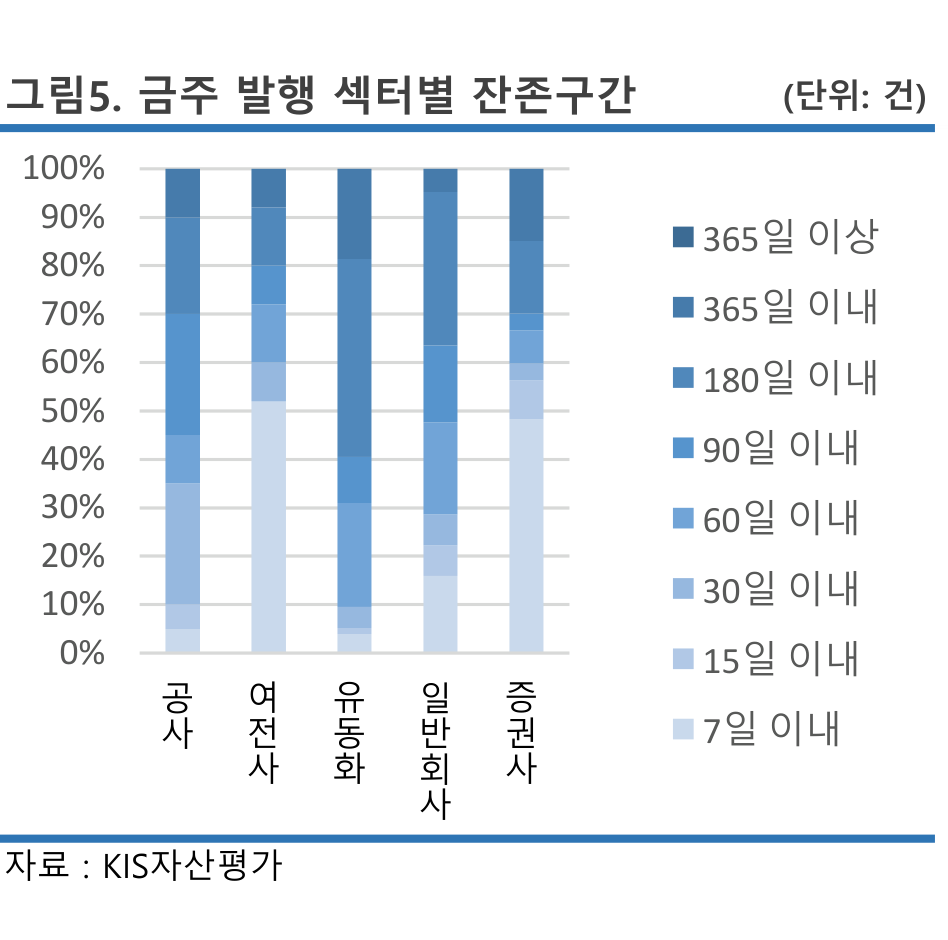 그림5. 금주 발행 섹터별 잔존구간 (단위: 건)
100%
90%
80%
70%
60%
50%
40%
30%
20%
10%
0%
공사
여전사
유동화
일반회사
증권사
365일 이상
365일 이내
180일 이내
90일 이내
60일 이내
30일 이내
15일 이내
7일 이내
자료 : KIS자산평가